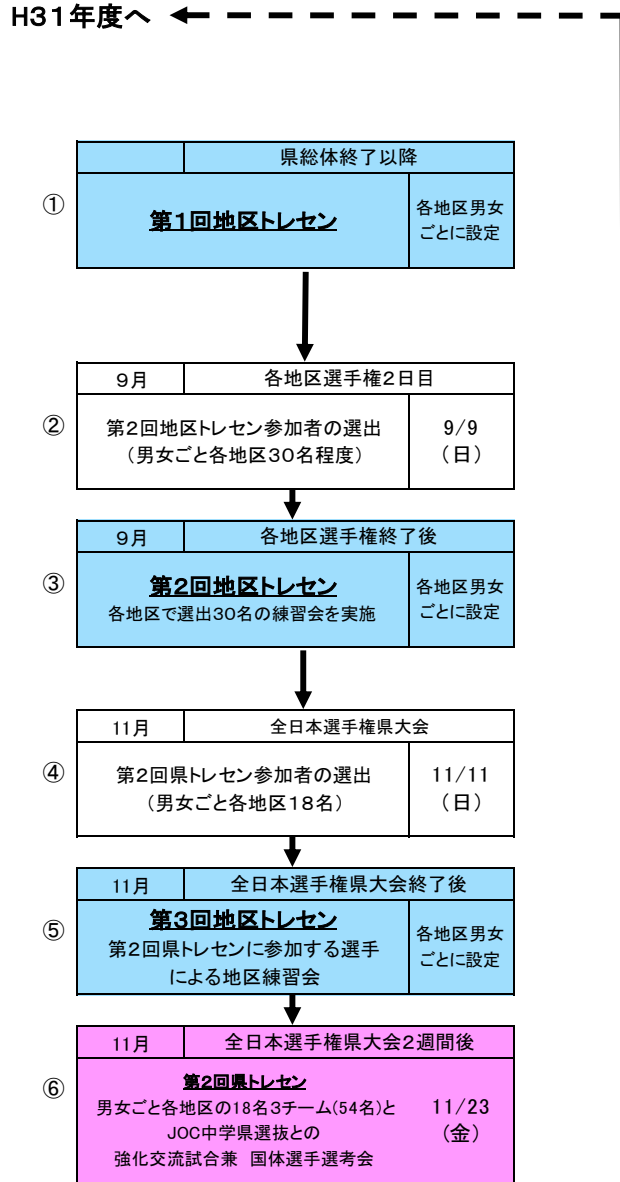 H31年度へ
県総体終了以降
①
第1回地区トレセン
各地区男女
ごとに設定
9月
各地区選手権2日目
②
第2回地区トレセン参加者の選出
(男女ごと各地区30名程度)
9/9
(日)
9月
各地区選手権終了後
③
第2回地区トレセン
各地区で選出30名の練習会を実施
各地区男女
ごとに設定
11月
全日本選手権県大会
④
第2回県トレセン参加者の選出
(男女ごと各地区18名)
11/11
(日)
11月
全日本選手権県大会終了後
⑤
第3回地区トレセン
第2回県トレセンに参加する選手
による地区練習会
各地区男女
ごとに設定
11月
全日本選手権県大会2週間後
⑥
第2回県トレセン
男女ごと各地区の18名3チーム(54名)と
JOC中学県選抜との
強化交流試合兼 国体選手選考会
11/23
(金)